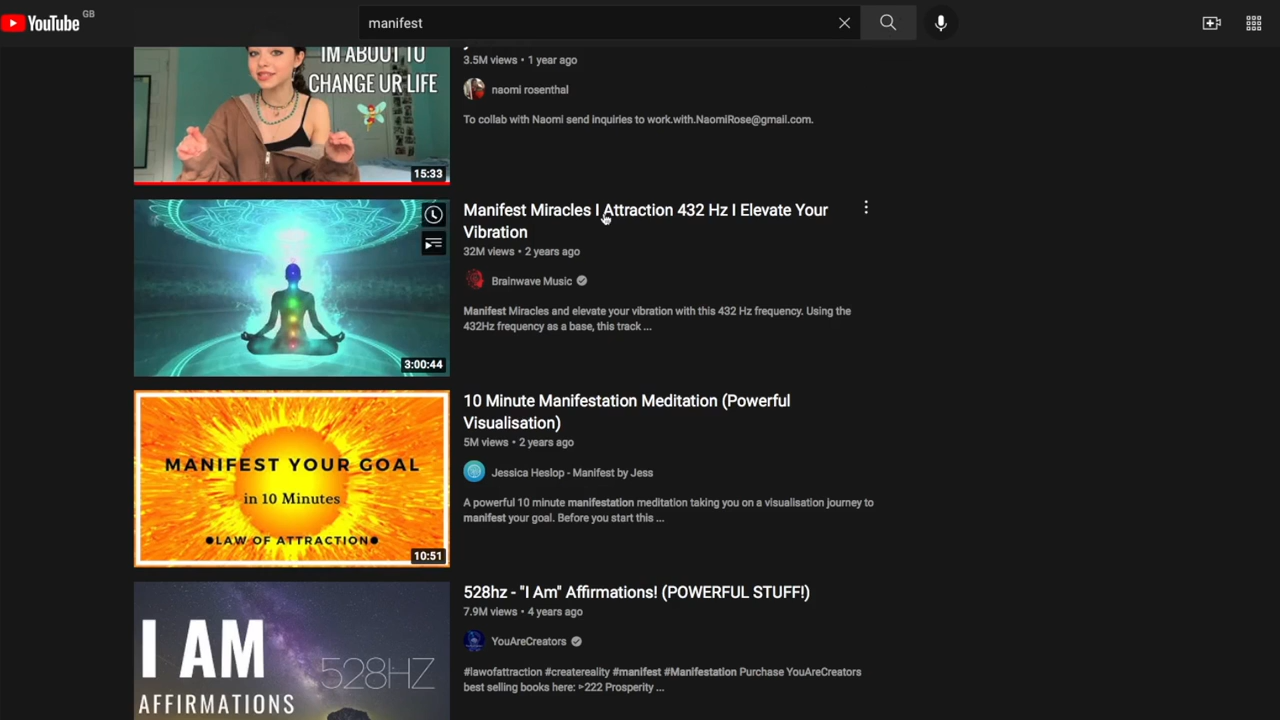 YouTube GB
manifest
IM ABOUT TO
CHANGE UR LIFE
15:33
3.5M views • 1 year ago
naomi rosenthal
To collab with Naomi send inquiries to work.with.NaomiRose@gmail.com.
3:00:44
Manifest Miracles I Attraction 432 Hz I Elevate Your
Vibration
32M views • 2 years ago
Brainwave Music
Manifest Miracles and elevate your vibration with this 432 Hz frequency. Using the
432Hz frequency as a base, this track ...
MANIFEST YOUR GOAL
in 10 Minutes
●LAW OF ATTRACTION●
10:51
10 Minute Manifestation Meditation (Powerful
Visualisation)
5M views • 2 years ago
Jessica Heslop - Manifest by Jess
A powerful 10 minute manifestation meditation taking you on a visualisation journey to
manifest your goal. Before you start this ...
I AM
528HZ
AFFIRMATIONS
528hz - "I Am" Affirmations! (POWERFUL STUFF!)
7.9M views • 4 years ago
YouAreCreators
#lawofattraction #createreality #manifest #Manifestation Purchase YouAreCreators
best selling books here: ➢222 Prosperity ...